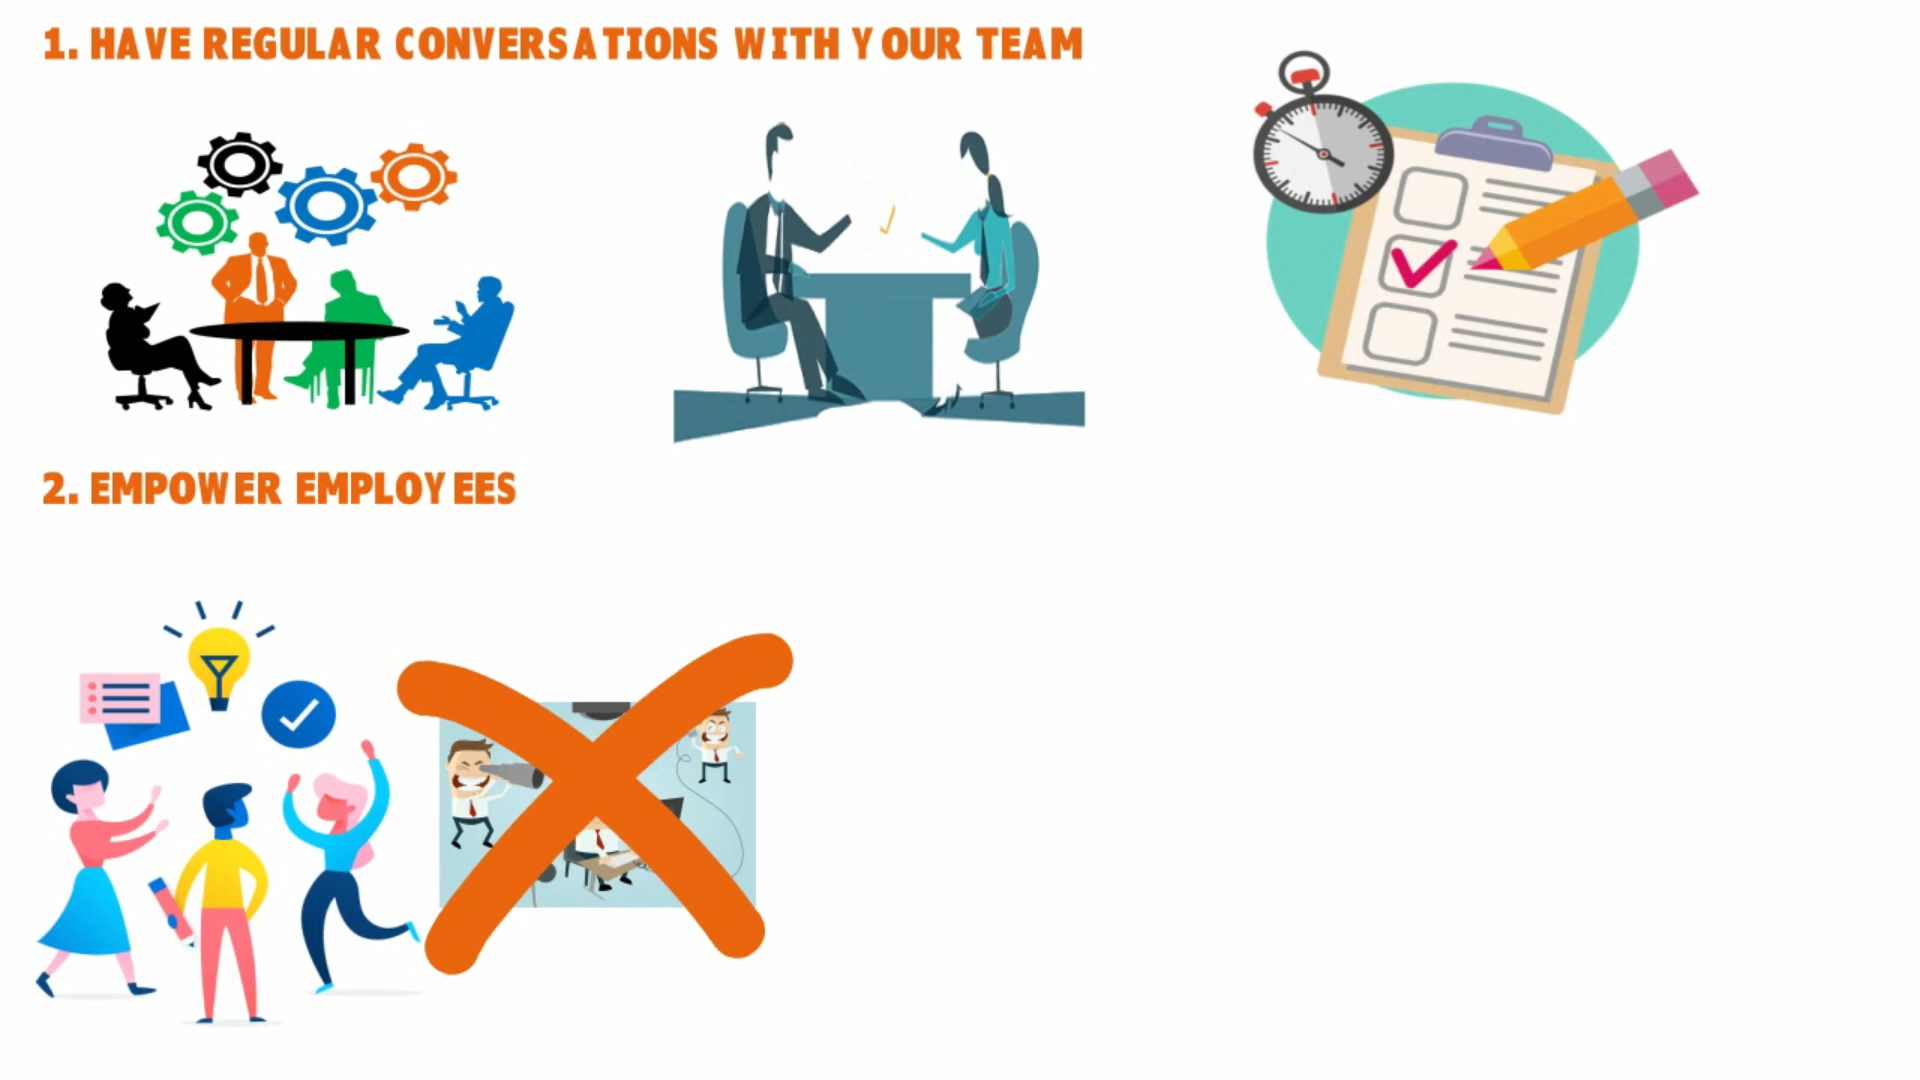 1. HAVE REGULAR CONVERSATIONS WITH YOUR TEAM
2. EMPOWER EMPLOYEES